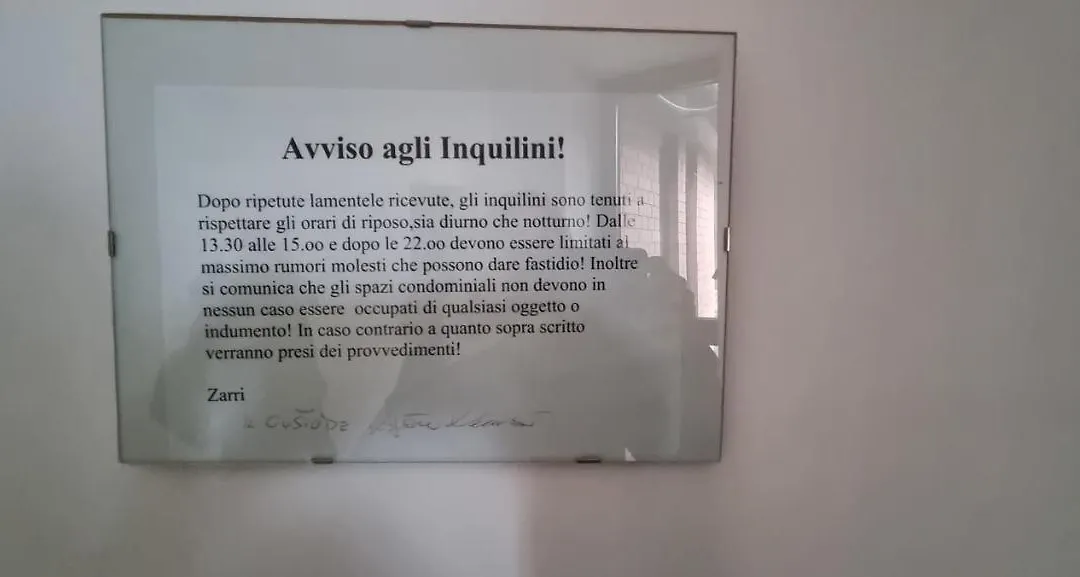 Avviso agli Inquilini!
Dopo ripetute lamentele ricevute, gli inquilini sono tenuti a
rispettare gli orari di riposo,sia diurno che notturno! Dalle
13.30 alle 15.oo e dopo le 22.oo devono essere limitati al
massimo rumori molesti che possono dare fastidio! Inoltre
si comunica che gli spazi condominiali non devono in
nessun caso essere  occupati di qualsiasi oggetto o
indumento! In caso contrario a quanto sopra scritto
verranno presi dei provvedimenti!
Zarri